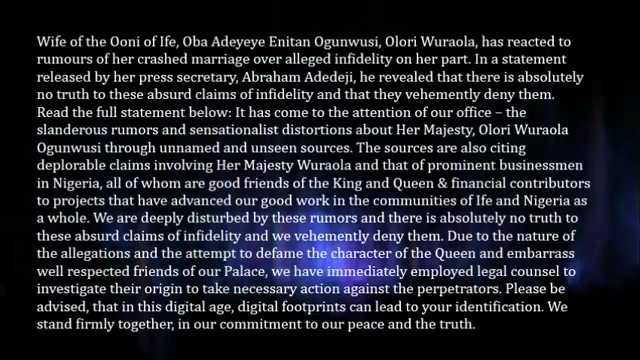 Wife of the Ooni of Ife, Oba Adeyeye Enitan Ogunwusi, Olori Wuraola, has reacted to
rumours of her crashed marriage over alleged infidelity on her part. In a statement
released by her press secretary, Abraham Adedeji, he revealed that there is absolutely
no truth to these absurd claims of infidelity and that they vehemently deny them.
Read the full statement below: It has come to the attention of our office – the
slanderous rumors and sensationalist distortions about Her Majesty, Olori Wuraola
Ogunwusi through unnamed and unseen sources. The sources are also citing
deplorable claims involving Her Majesty Wuraola and that of prominent businessmen
in Nigeria, all of whom are good friends of the King and Queen & financial contributors
to projects that have advanced our good work in the communities of Ife and Nigeria as
a whole. We are deeply disturbed by these rumors and there is absolutely no truth to
these absurd claims of infidelity and we vehemently deny them. Due to the nature of
the allegations and the attempt to defame the character of the Queen and embarrass
well respected friends of our Palace, we have immediately employed legal counsel to
investigate their origin to take necessary action against the perpetrators. Please be
advised, that in this digital age, digital footprints can lead to your identification. We
stand firmly together, in our commitment to our peace and the truth.